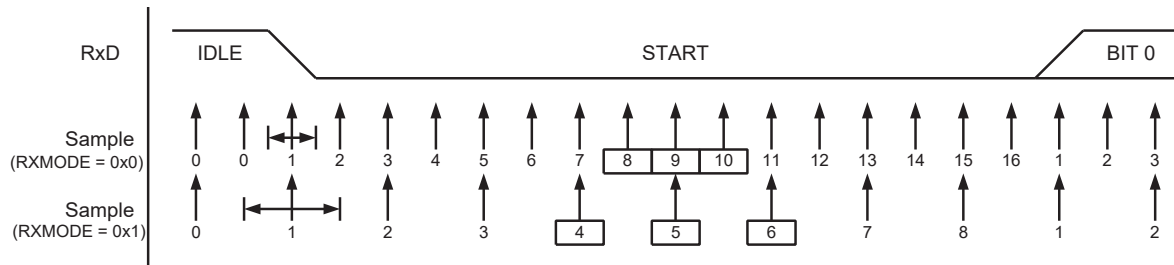 RxD IDLE START BIT 0
Sample
(RXMODE = 0x0) 0 0 1 2 3 4 5 6 7 8 9 10 11 12 13 14 15 16 1 2 3
Sample
(RXMODE = 0x1) 0 1 2 3 4 5 6 7 8 1 2